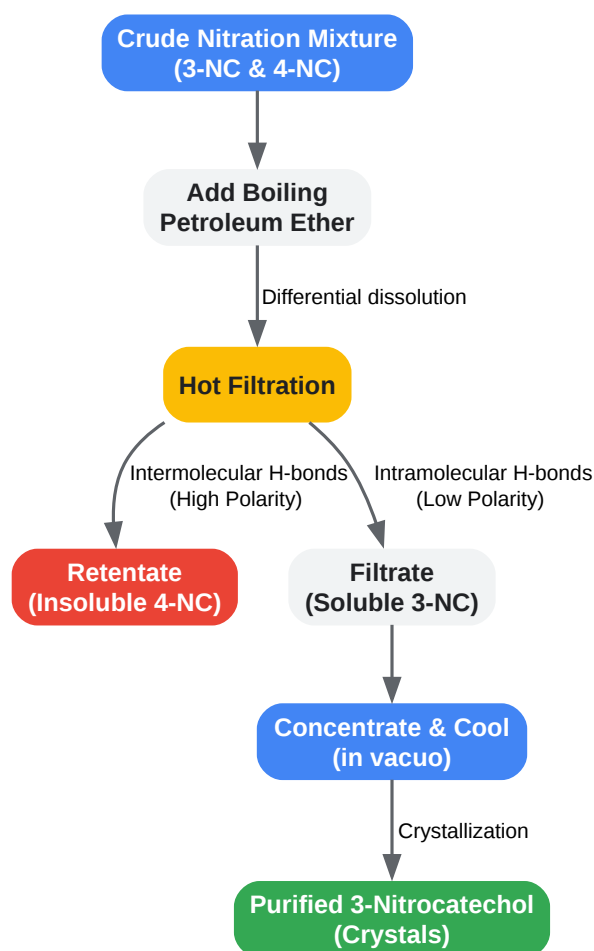 Crude Nitration Mixture
(3-NC & 4-NC)
Add Boiling
Petroleum Ether
Differential dissolution
Hot Filtration
Intermolecular H-bonds
(High Polarity)
Intramolecular H-bonds
(Low Polarity)
Retentate
(Insoluble 4-NC)
Filtrate
(Soluble 3-NC)
Concentrate & Cool
(in vacuo)
Crystallization
Purified 3-Nitrocatechol
(Crystals)